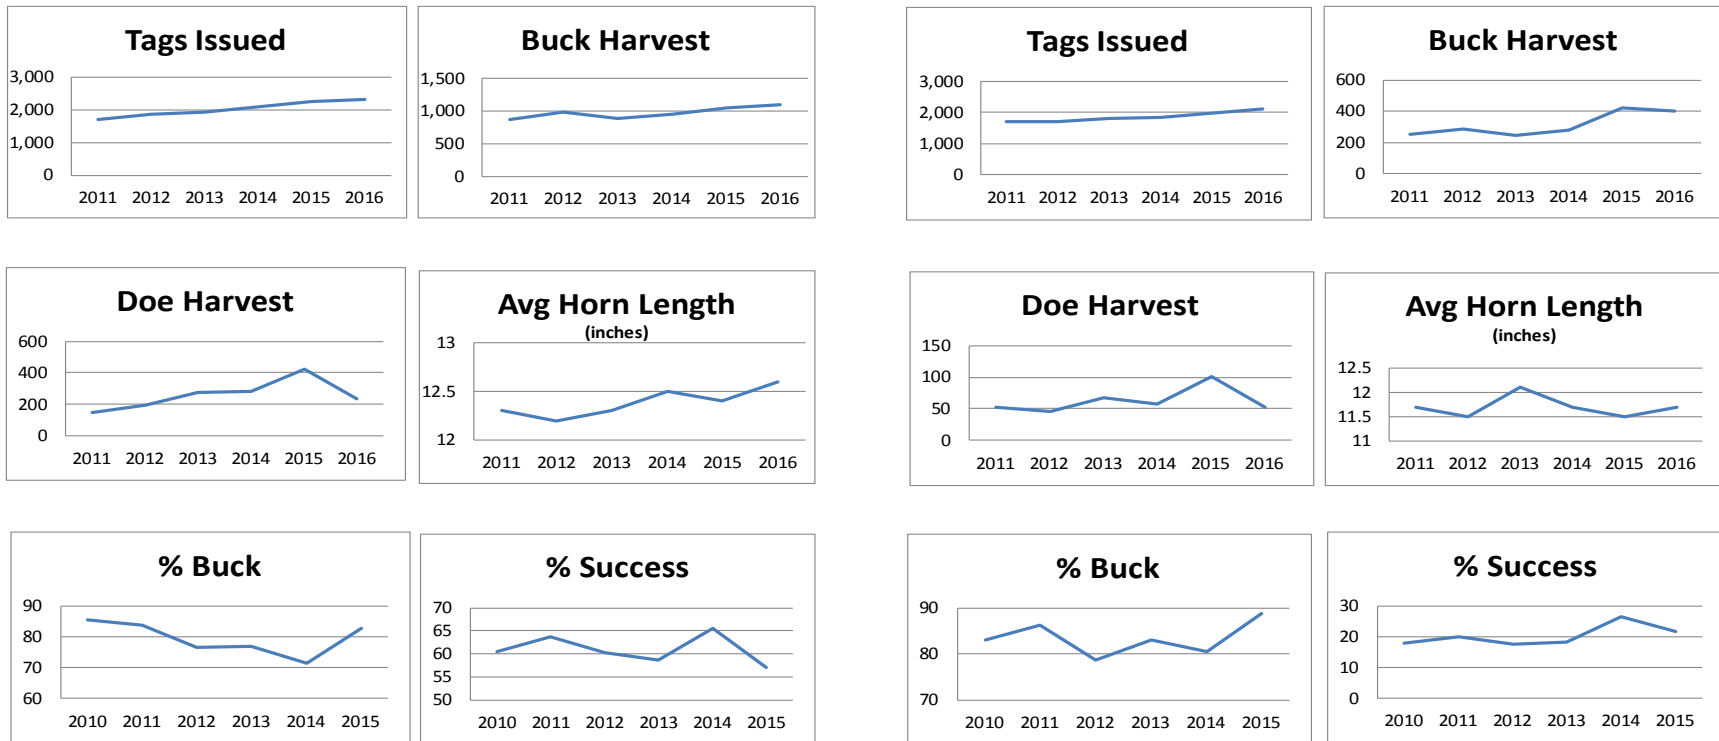 Tags Issued
3,000
2,000
1,000
0
2011 2012 2013 2014 2015 2016
Buck Harvest
1,500
1,000
500
0
2011 2012 2013 2014 2015 2016
Tags Issued
3,000
2,000
1,000
0
2011 2012 2013 2014 2015 2016
Buck Harvest
600
400
200
0
2011 2012 2013 2014 2015 2016
Doe Harvest
600
400
200
0
2011 2012 2013 2014 2015 2016
Avg Horn Length
(inches)
13
12.5
12
2011 2012 2013 2014 2015 2016
Doe Harvest
150
100
50
0
2011 2012 2013 2014 2015 2016
Avg Horn Length
(inches)
12.5
12
11.5
11
2011 2012 2013 2014 2015 2016
% Buck
90
80
70
60
2010 2011 2012 2013 2014 2015
% Success
70
65
60
55
50
2010 2011 2012 2013 2014 2015
% Buck
90
80
70
2010 2011 2012 2013 2014 2015
% Success
30
20
10
0
2010 2011 2012 2013 2014 2015